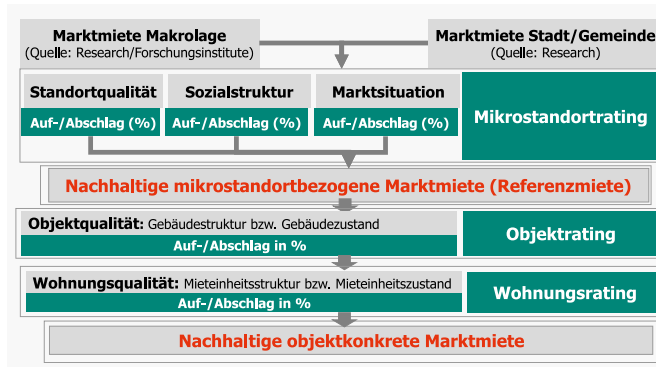 Marktmiete Makrolage
(Quelle: Research/Forschungsinstitute)
Marktmiete Stadt/Gemeinde
(Quelle: Research)
Standortqualität
Auf-/Abschlag (%)
Sozialstruktur
Auf-/Abschlag (%)
Marktsituation
Auf-/Abschlag (%)
Mikrostandortrating
Nachhaltige mikrostandortbezogene Marktmiete (Referenzmiete)
Objektqualität: Gebäudestruktur bzw. Gebäudezustand
Auf-/Abschlag in %
Objektrating
Wohnungsqualität: Mieteinheitsstruktur bzw. Mieteinheitszustand
Auf-/Abschlag in %
Wohnungsrating
Nachhaltige objektkonkrete Marktmiete